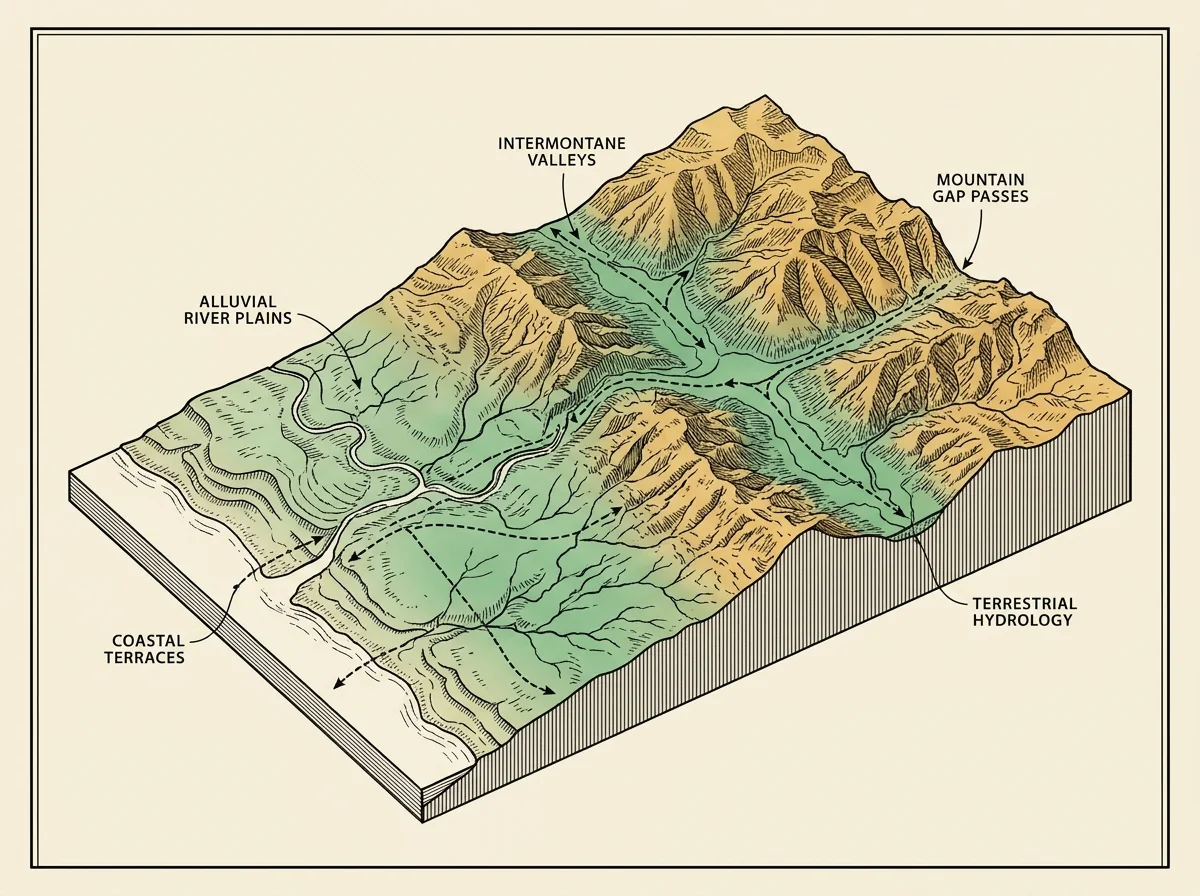 INTERMONTANE
VALLEYS
MOUNTAIN
GAP PASSES
ALLUVIAL
RIVER PLAINS
TERRESTRIAL
HYDROLOGY
COASTAL
TERRACES